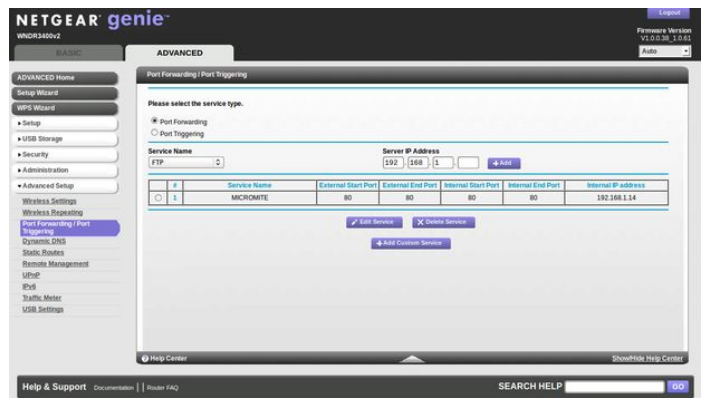 NETGEAR genie™
WNDR3400v2
Logout
Firmware Version
V1.0.0.38_1.0.61
BASIC
ADVANCED
Auto
ADVANCED Home
Setup Wizard
WPS Wizard
Setup
USB Storage
Security
Administration
Advanced Setup
Wireless Settings
Wireless Repeating
Port Forwarding / Port
Triggering
Dynamic DNS
Static Routes
Remote Management
UPnP
IPv6
Traffic Meter
USB Settings
Port Forwarding / Port Triggering
Please select the service type.
Port Forwarding
Port Triggering
Service Name Server IP Address
FTP 192 . 168 . 1 . Add
# Service Name External Start Port External End Port Internal Start Port Internal End Port Internal IP address
1 MICROMITE 80 80 80 80 192.168.1.14
Edit Service X Delete Service
Add Custom Service
Help Center Show/Hide Help Center
Help & Support Documentation | Router FAQ SEARCH HELP GO